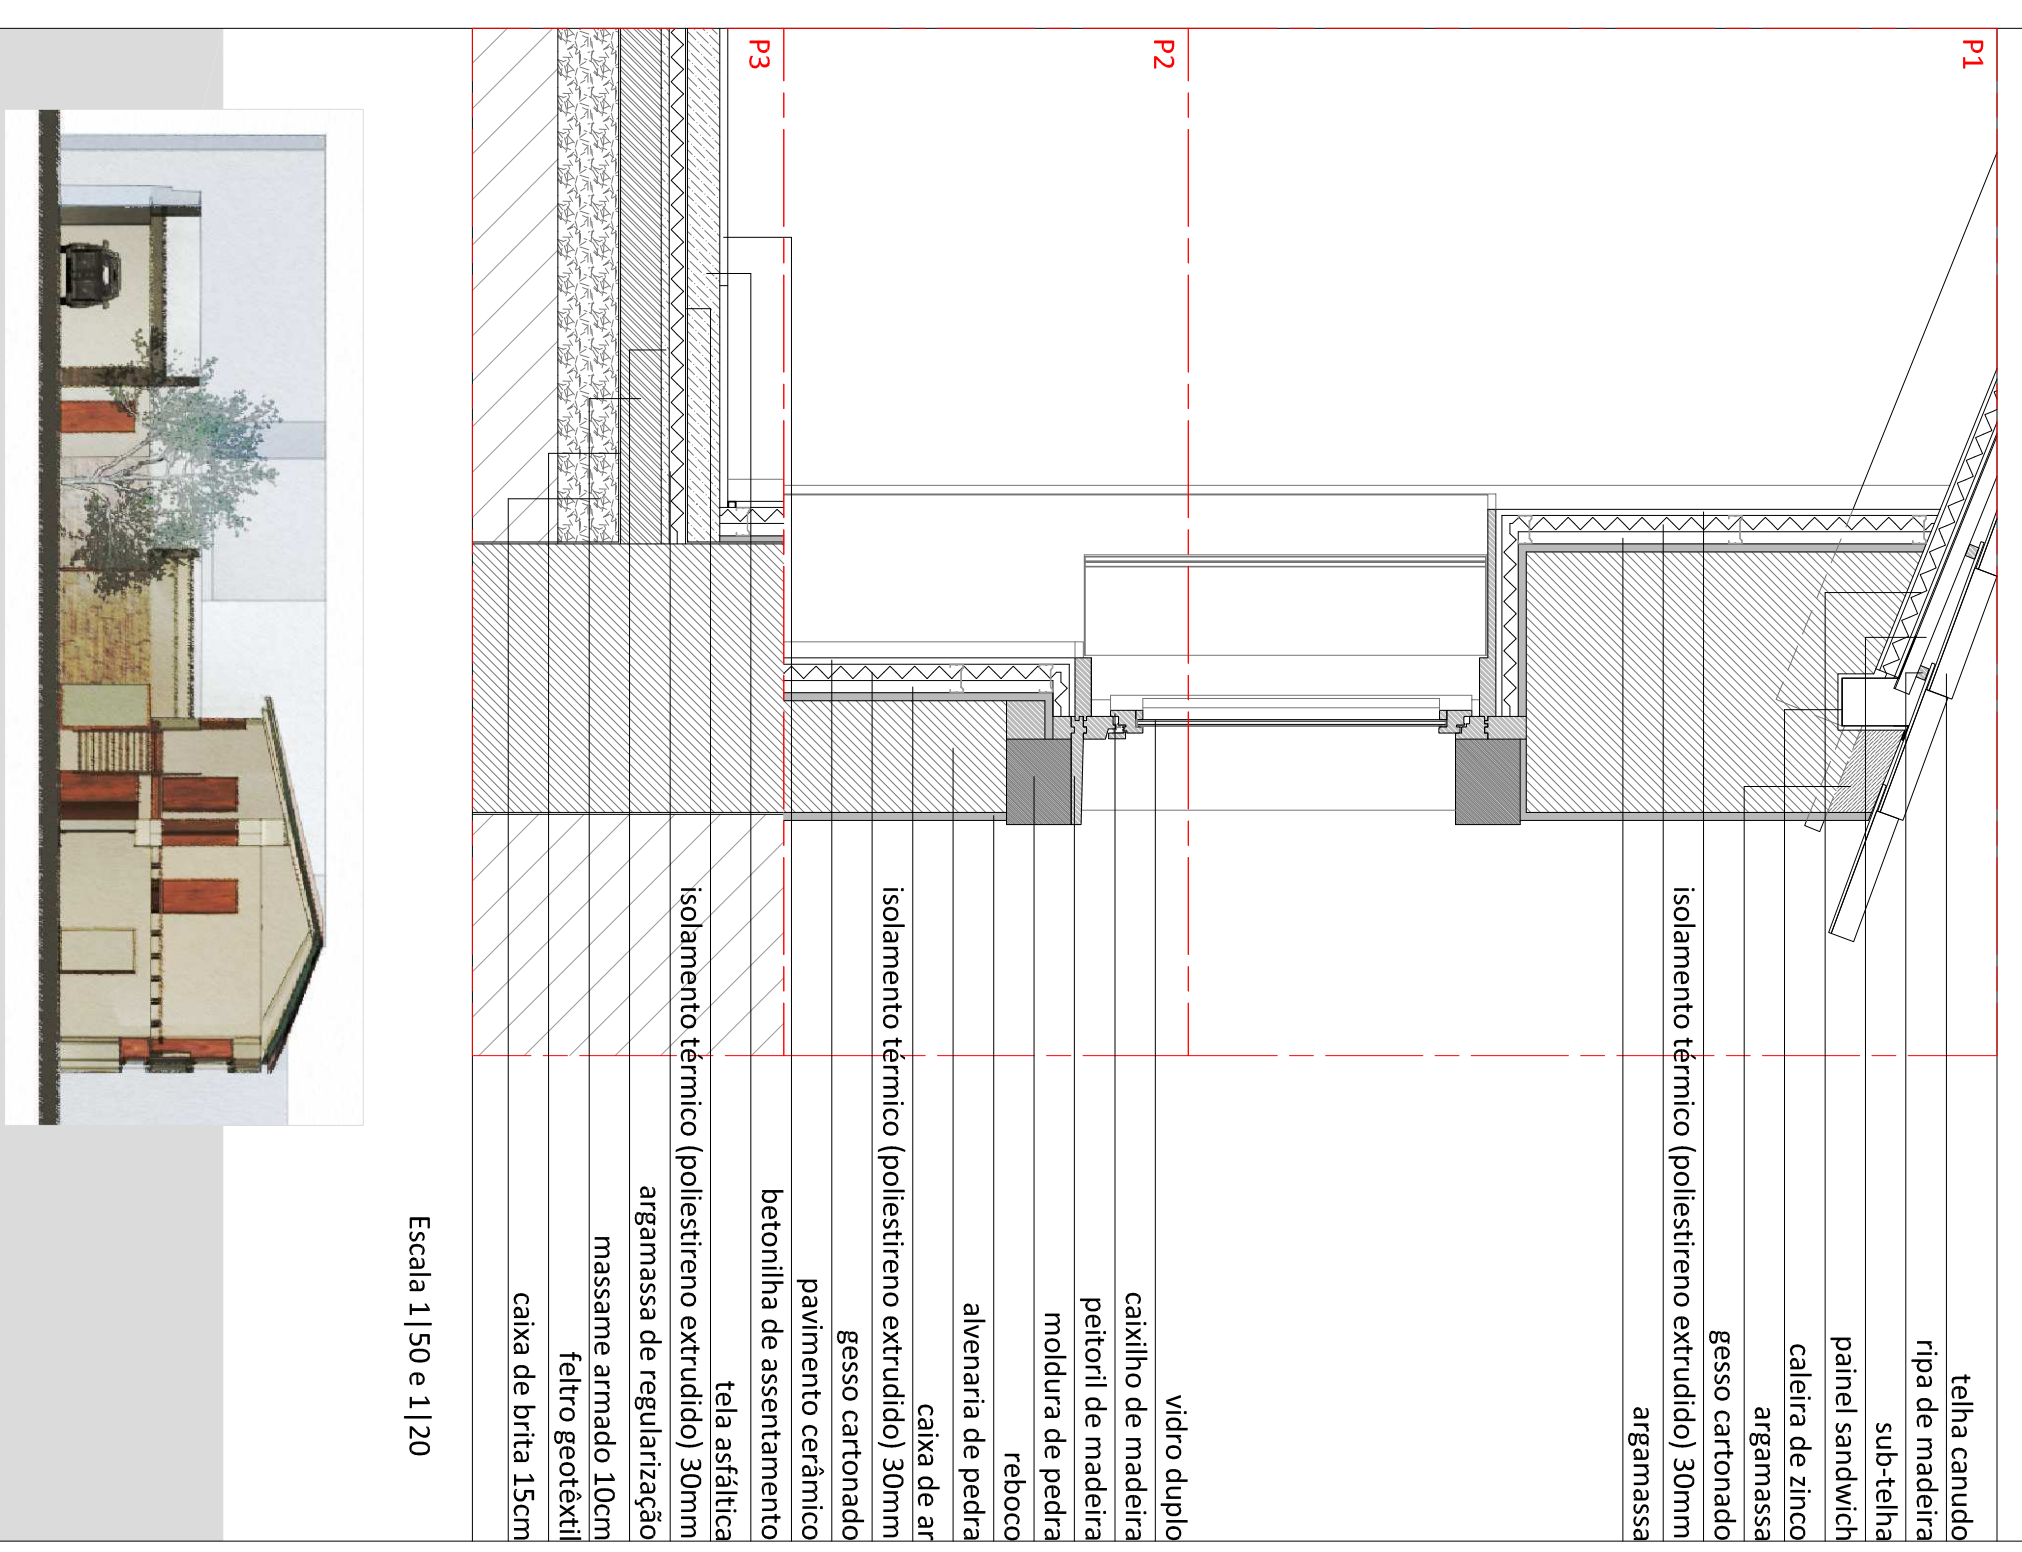 P1
telha canudo
ripa de madeira
sub-telha
painel sandwich
caleira de zinco
argamassa
gesso cartonado
isolamento térmico (poliestireno extrudido) 30mm
argamassa
P2
vidro duplo
caixilho de madeira
peitoril de madeira
moldura de pedra
reboco
alvenaria de pedra
caixa de ar
isolamento térmico (poliestireno extrudido) 30mm
gesso cartonado
pavimento cerâmico
P3
betonilha de assentamento
tela asfáltica
isolamento térmico (poliestireno extrudido) 30mm
argamassa de regularização
massame armado 10cm
feltro geotêxtil
caixa de brita 15cm
Escala 1|50 e 1|20